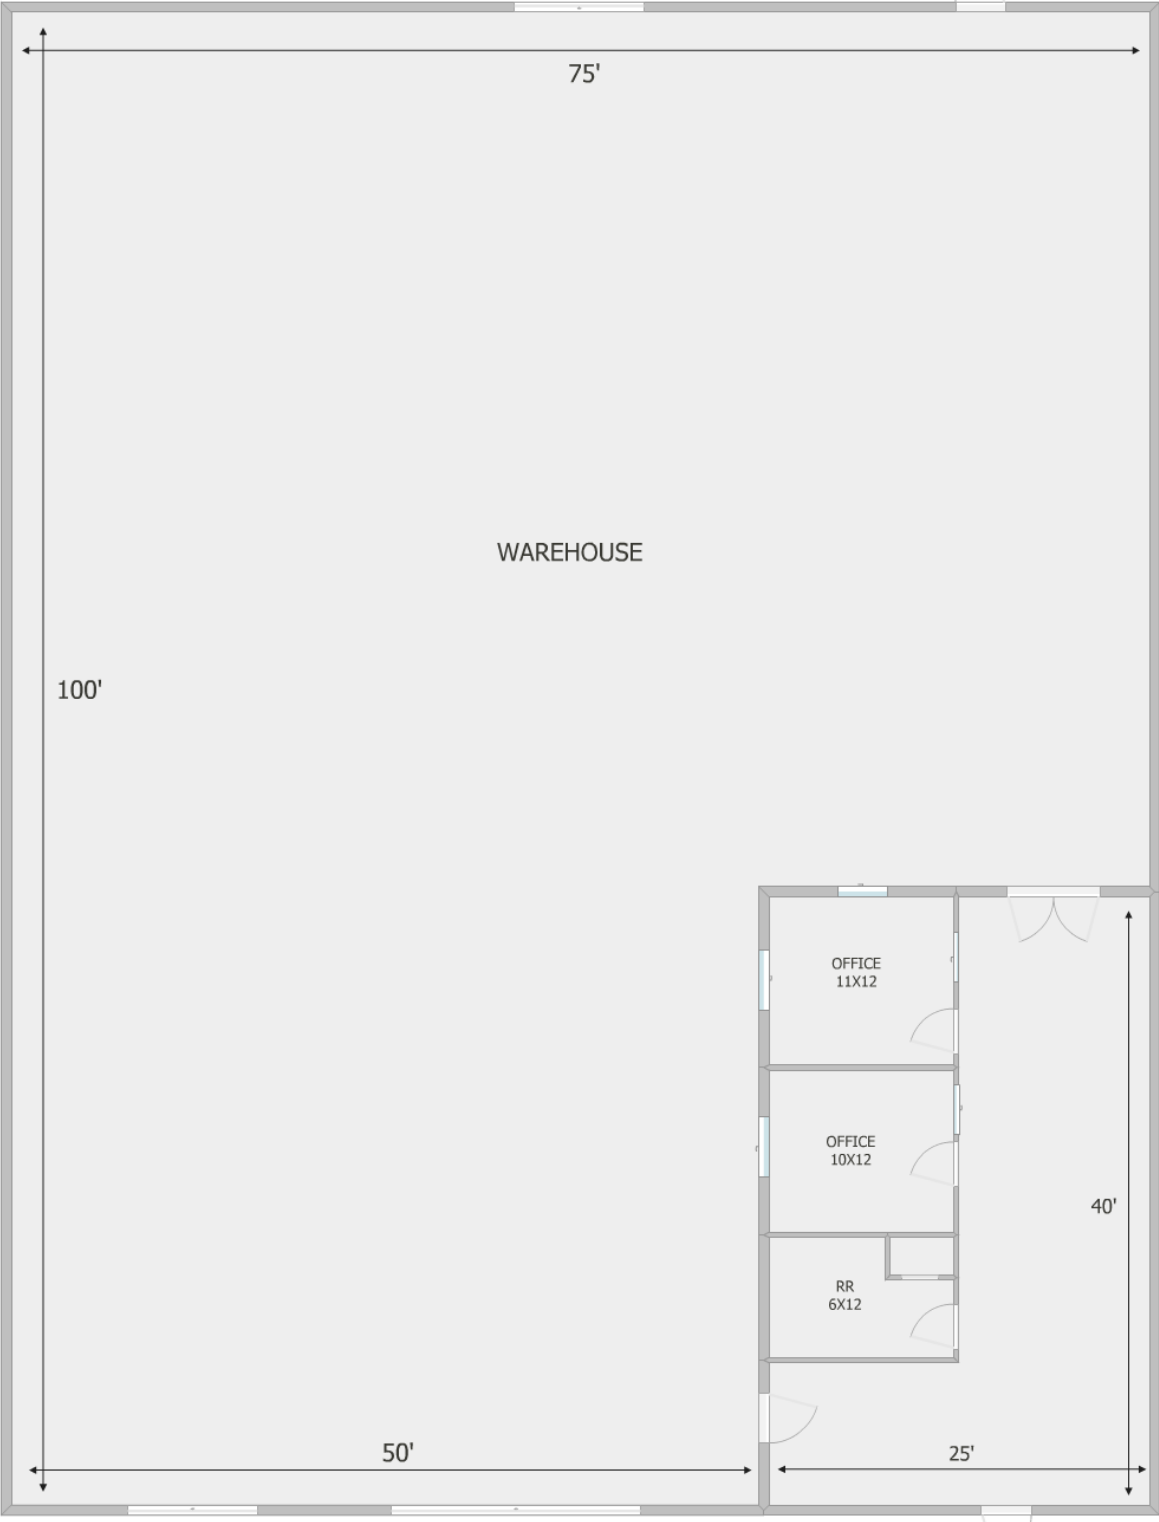 75'
WAREHOUSE
100'
OFFICE
11X12
OFFICE
10X12
40'
RR
6X12
50'
25'